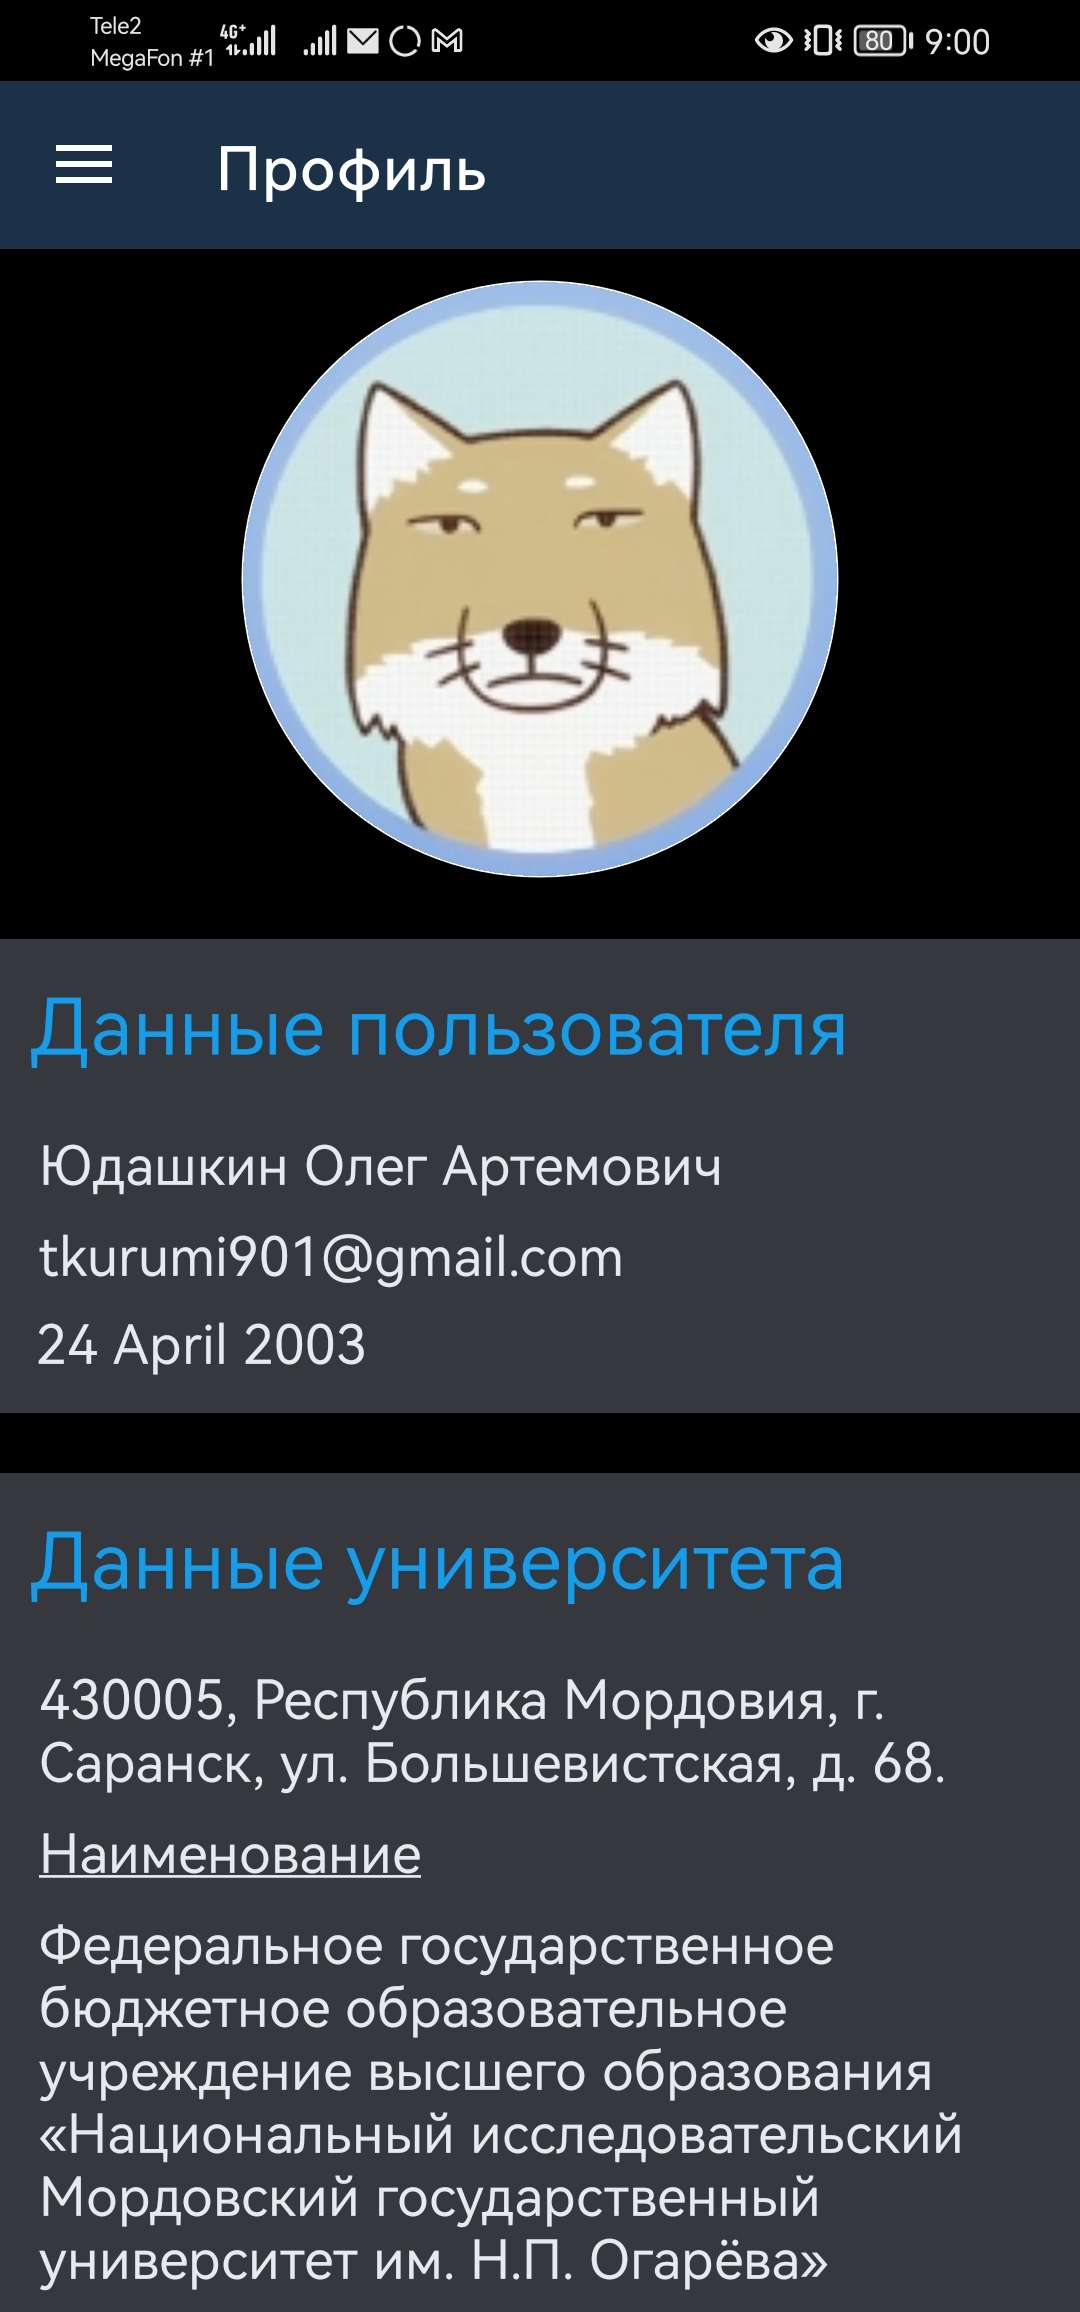 Tele2
MegaFon #1
4G+
80
9:00
Профиль
Данные пользователя
Юдашкин Олег Артемович
tkurumi901@gmail.com
24 April 2003
Данные университета
430005, Республика Мордовия, г.
Саранск, ул. Большевистская, д. 68.
Наименование
Федеральное государственное
бюджетное образовательное
учреждение высшего образования
«Национальный исследовательский
Мордовский государственный
университет им. Н.П. Огарёва»